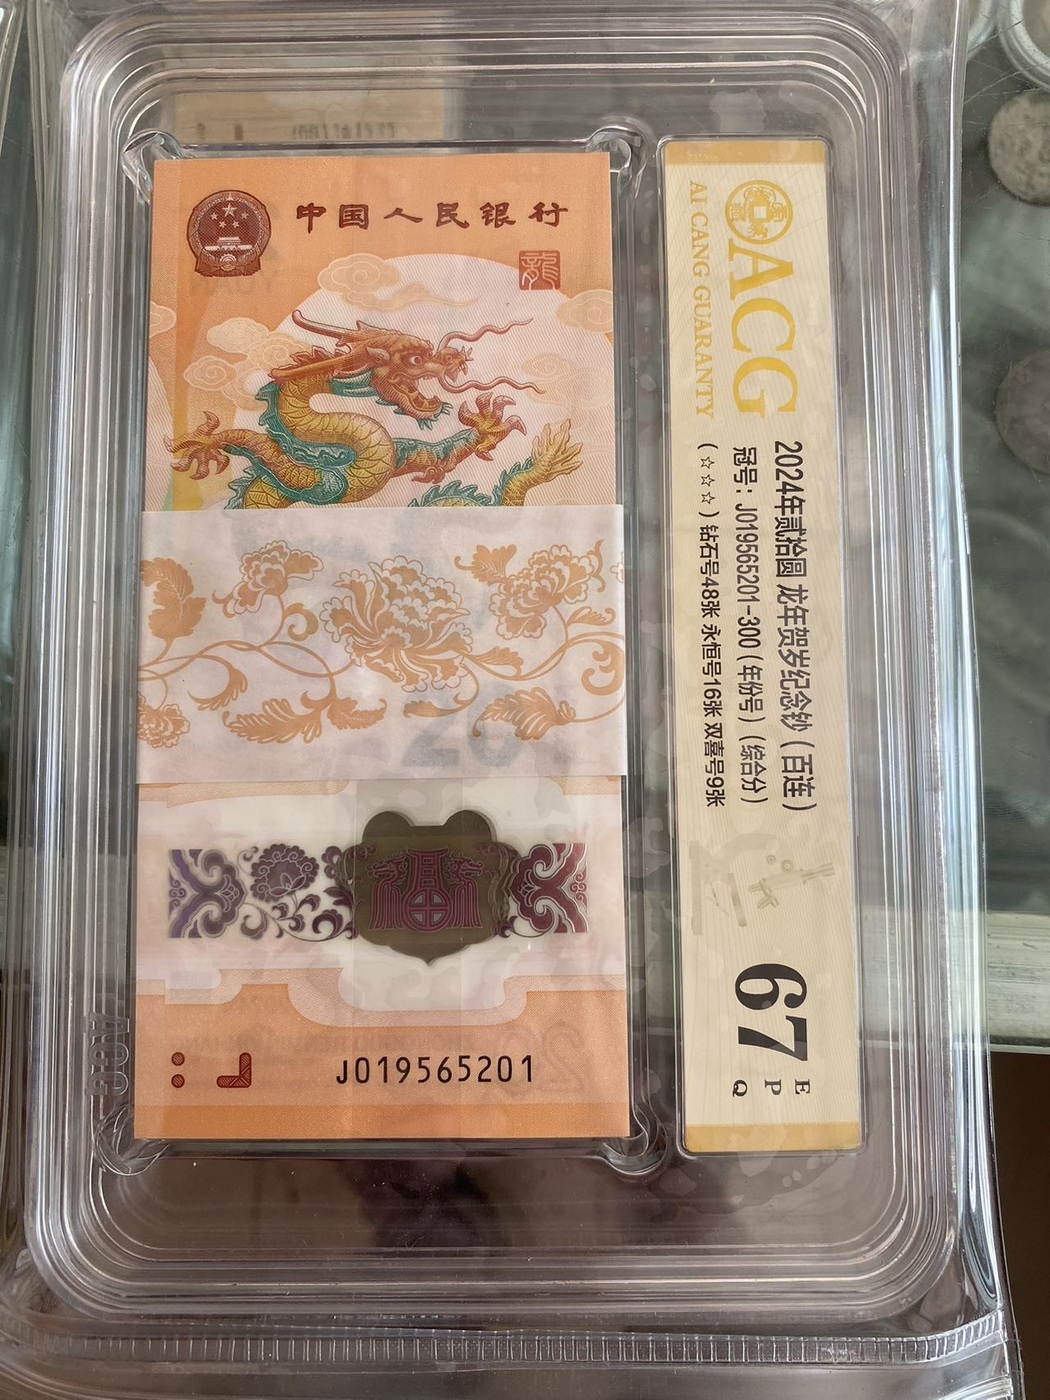 中国人民银行
龍
20
J019565201
ACG
AI CANG GUARANTY
2024年贰拾圆 龙年贺岁纪念钞（百连）
冠号：J019565201-300（年份号）（综合分）
（☆☆☆）钻石号48张 永恒号16张 双喜号9张
67
E
P
Q